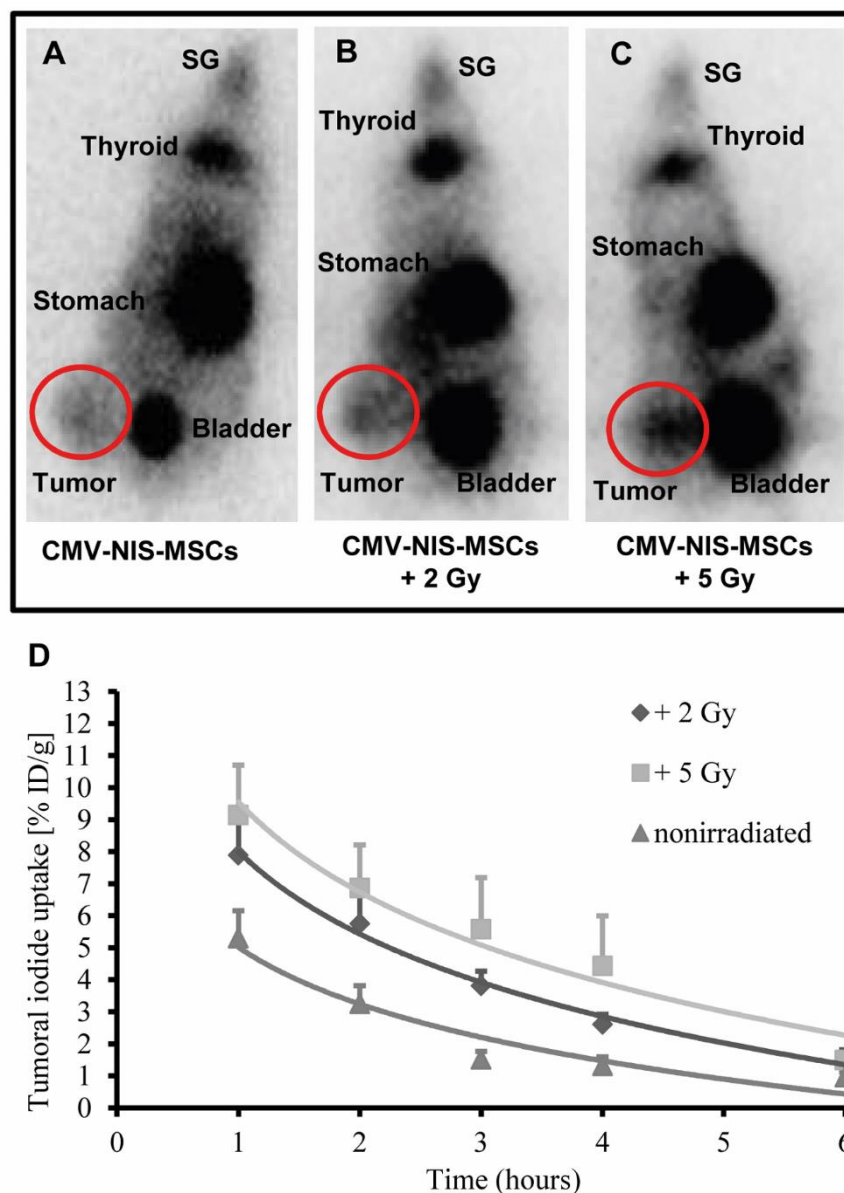 A
SG
Thyroid
Stomach
Bladder
Tumor
CMV-NIS-MSCs
B
SG
Thyroid
Stomach
Tumor
Bladder
CMV-NIS-MSCs
+ 2 Gy
C
SG
Thyroid
Stomach
Tumor
Bladder
CMV-NIS-MSCs
+ 5 Gy
D
Tumoral iodide uptake [% ID/g]
13
12
11
10
9
8
7
6
5
4
3
2
1
0
+ 2 Gy
+ 5 Gy
nonirradiated
0 1 2 3 4 6
Time (hours)